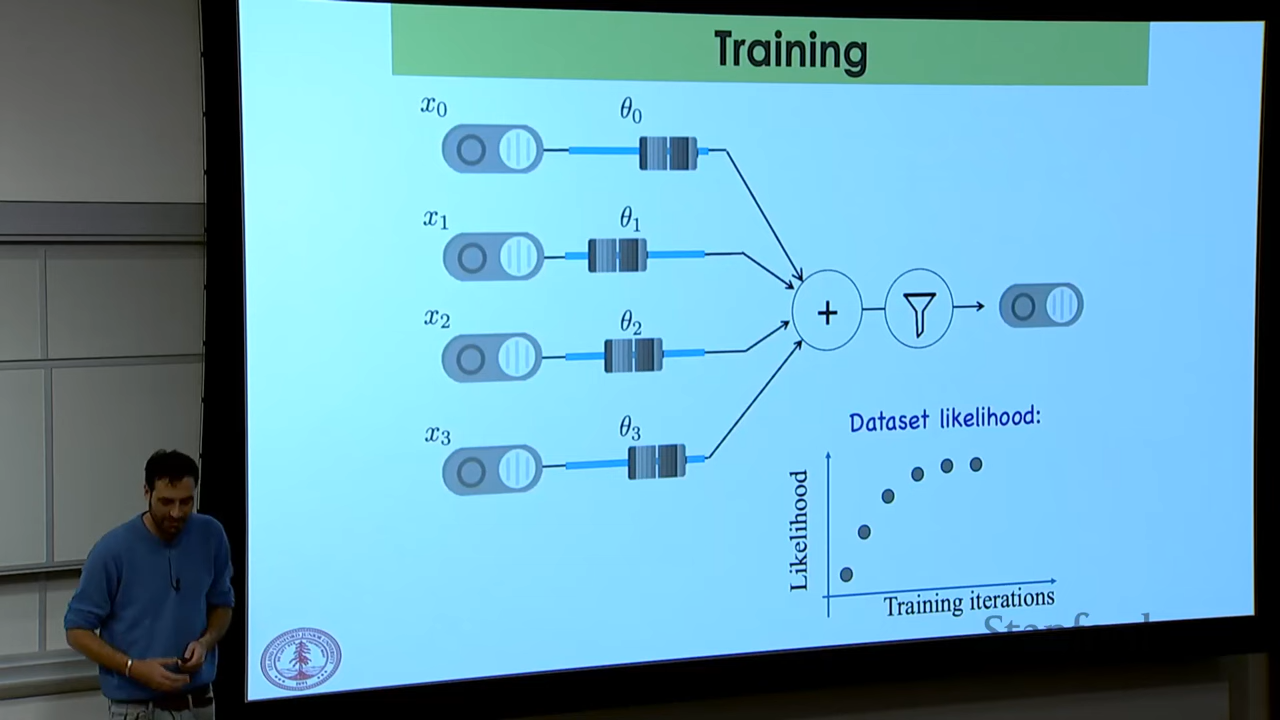 Training
x₀
θ₀
x₁
θ₁
x₂
θ₂
x₃
θ₃
+
Dataset likelihood:
Likelihood
Training iterations